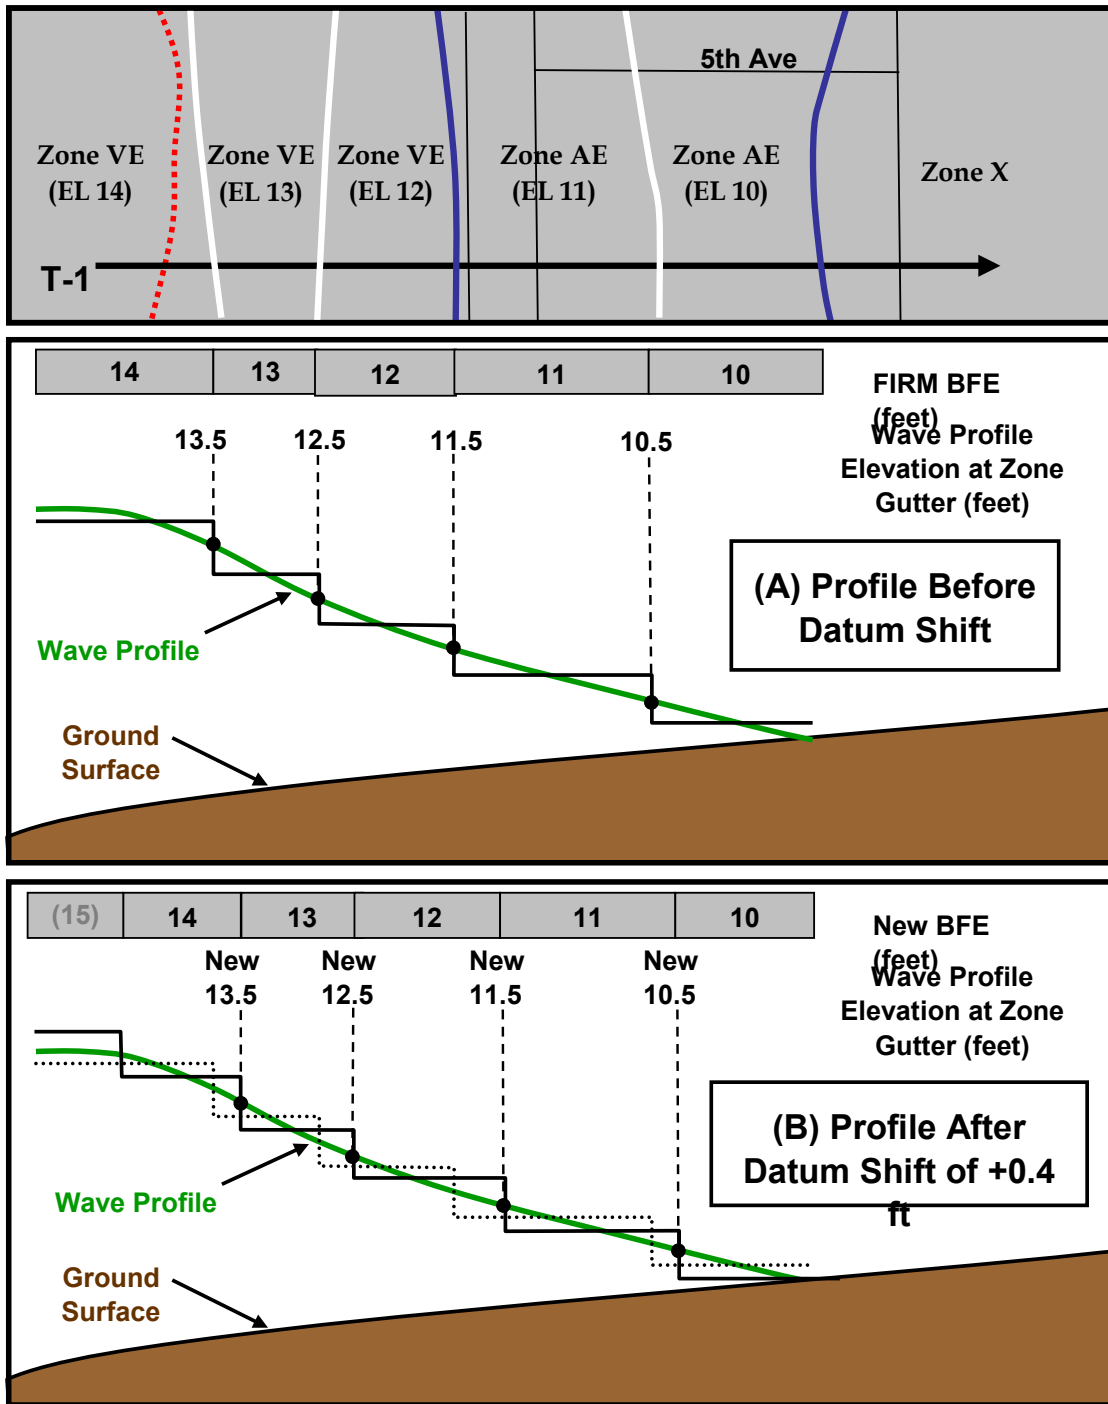 5th Ave
Zone VE
(EL 14)
Zone VE
(EL 13)
Zone VE
(EL 12)
Zone AE
(EL 11)
Zone AE
(EL 10)
Zone X
T-1
14
13
12
11
10
FIRM BFE
(feet)
13.5
12.5
11.5
10.5
Wave Profile
Elevation at Zone
Gutter (feet)
(A) Profile Before
Datum Shift
Wave Profile
Ground
Surface
(15)
14
13
12
11
10
New BFE
(feet)
New
13.5
New
12.5
New
11.5
New
10.5
Wave Profile
Elevation at Zone
Gutter (feet)
(B) Profile After
Datum Shift of +0.4
ft
Wave Profile
Ground
Surface